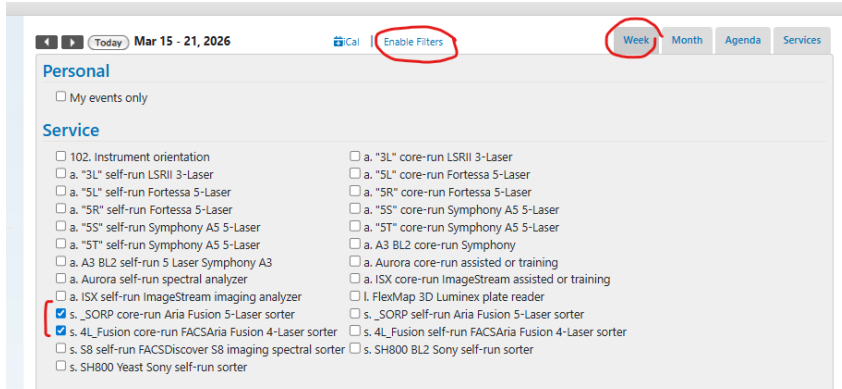 Today Mar 15 - 21, 2026 iCal | Enable Filters Week Month Agenda Services
Personal
My events only
Service
102. Instrument orientation a. "3L" core-run LSRII 3-Laser
a. "3L" self-run LSRII 3-Laser a. "5L" core-run Fortessa 5-Laser
a. "5L" self-run Fortessa 5-Laser a. "5R" core-run Fortessa 5-Laser
a. "5R" self-run Fortessa 5-Laser a. "5S" core-run Symphony A5 5-Laser
a. "5S" self-run Symphony A5 5-Laser a. "5T" core-run Symphony A5 5-Laser
a. "5T" self-run Symphony A5 5-Laser a. A3 BL2 core-run Symphony
a. A3 BL2 self-run 5 Laser Symphony A3 a. Aurora core-run assisted or training
a. Aurora self-run spectral analyzer a. ISX core-run ImageStream assisted or training
a. ISX self-run ImageStream imaging analyzer l. FlexMap 3D Luminex plate reader
s. _SORP core-run Aria Fusion 5-Laser sorter s. _SORP self-run Aria Fusion 5-Laser sorter
s. 4L_Fusion core-run FACSAria Fusion 4-Laser sorter s. 4L_Fusion self-run FACSAria Fusion 4-Laser sorter
s. S8 self-run FACSDiscover S8 imaging spectral sorter s. SH800 BL2 Sony self-run sorter
s. SH800 Yeast Sony self-run sorter